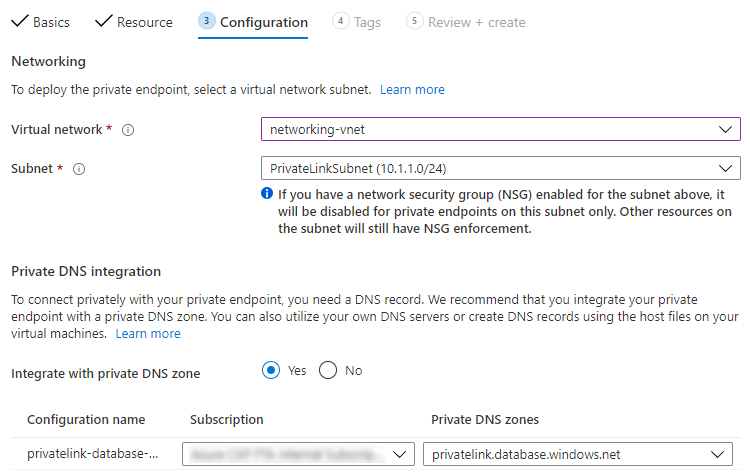 Basics Resource 3 Configuration 4 Tags 5 Review + create
Networking
To deploy the private endpoint, select a virtual network subnet. Learn more
Virtual network * networking-vnet
Subnet * PrivateLinkSubnet (10.1.1.0/24)
If you have a network security group (NSG) enabled for the subnet above, it
will be disabled for private endpoints on this subnet only. Other resources on
the subnet will still have NSG enforcement.
Private DNS integration
To connect privately with your private endpoint, you need a DNS record. We recommend that you integrate your private
endpoint with a private DNS zone. You can also utilize your own DNS servers or create DNS records using the host files on your
virtual machines. Learn more
Integrate with private DNS zone Yes No
Configuration name Subscription Private DNS zones
privatelink-database-... privatelink.database.windows.net